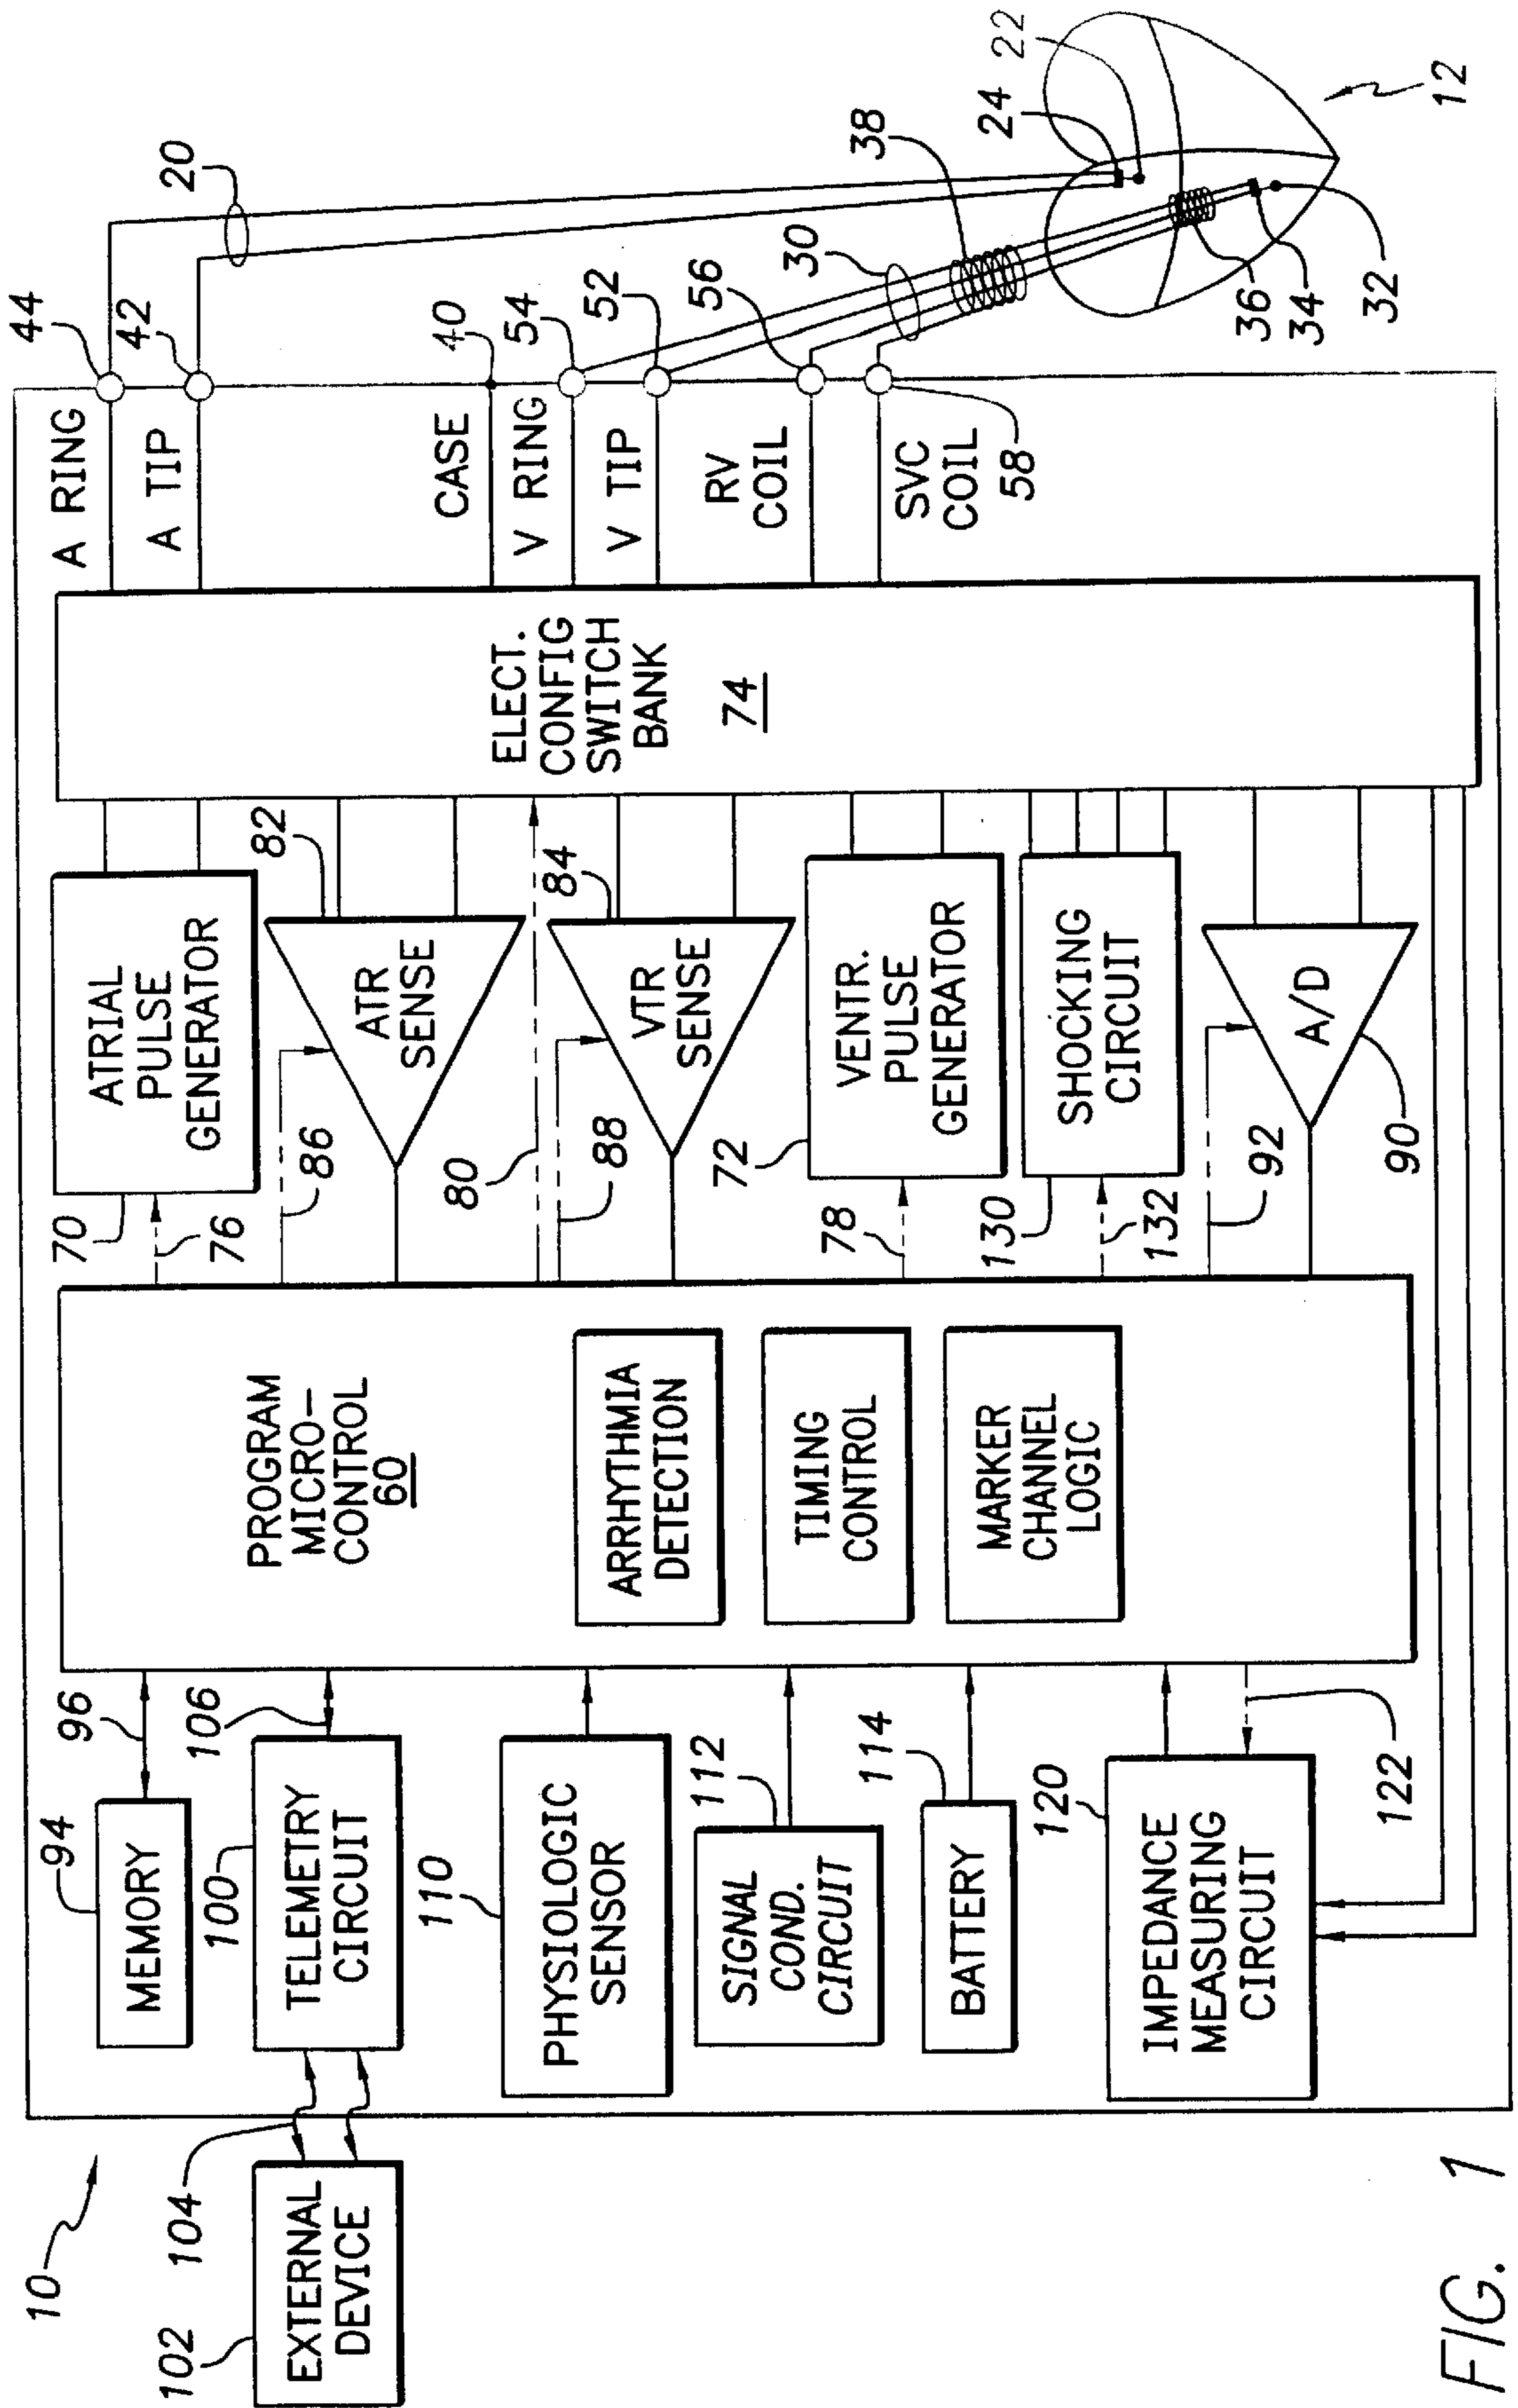 10
102
EXTERNAL
DEVICE
104
94
MEMORY
96
100
TELEMETRY
CIRCUIT
106
110
PHYSIOLOGIC
SENSOR
112
SIGNAL
COND.
CIRCUIT
114
BATTERY
120
IMPEDANCE
MEASURING
CIRCUIT
122
PROGRAM
MICRO-
CONTROL
60
ARRHYTHMIA
DETECTION
TIMING
CONTROL
MARKER
CHANNEL
LOGIC
70
76
ATRIAL
PULSE
GENERATOR
86
ATR
SENSE
82
80
88
VTR
SENSE
84
72
78
VENTR.
PULSE
GENERATOR
130
132
SHOCKING
CIRCUIT
92
A/D
90
ELECT.
CONFIG
SWITCH
BANK
74
A RING
44
A TIP
42
CASE
40
V RING
54
V TIP
52
RV
COIL
56
SVC
COIL
58
20
30
38
24
22
36
34
32
12
FIG. 1